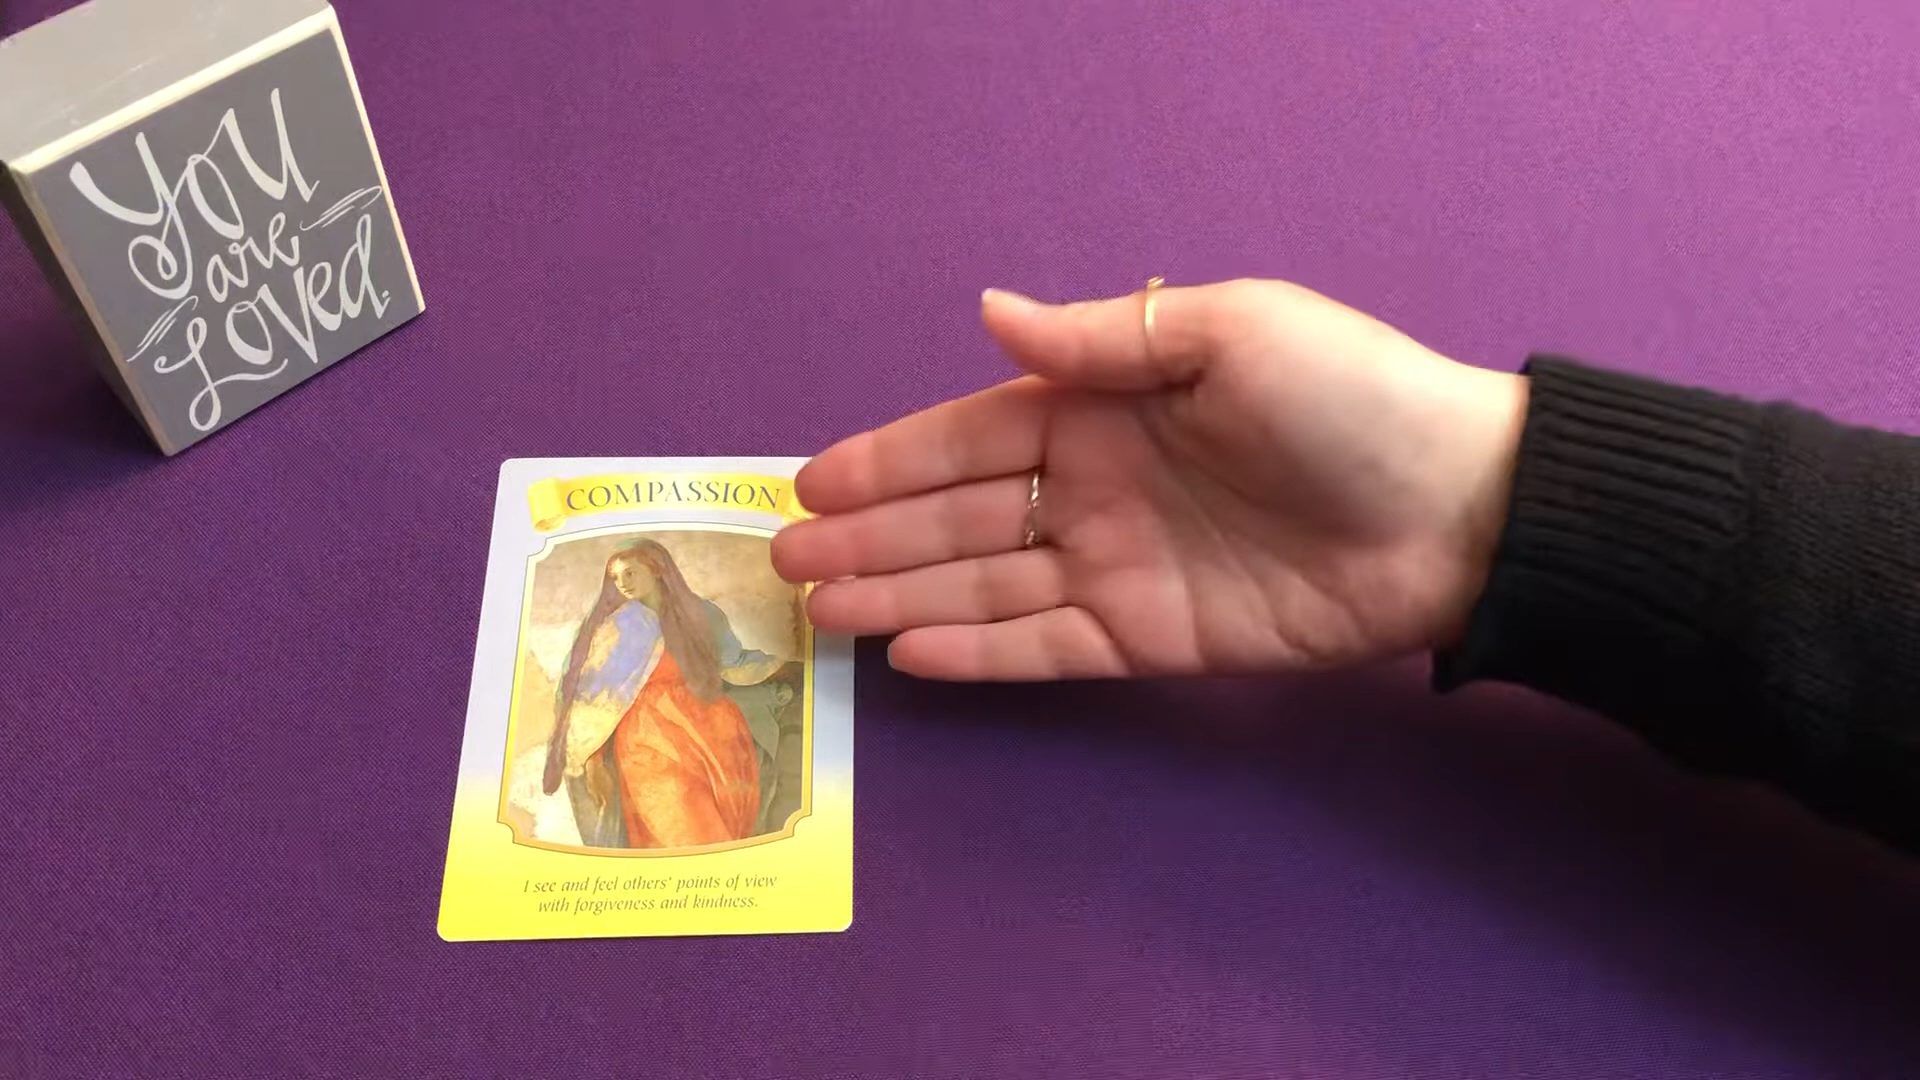 You
are
Loved.
COMPASSION
I see and feel others' points of view
with forgiveness and kindness.